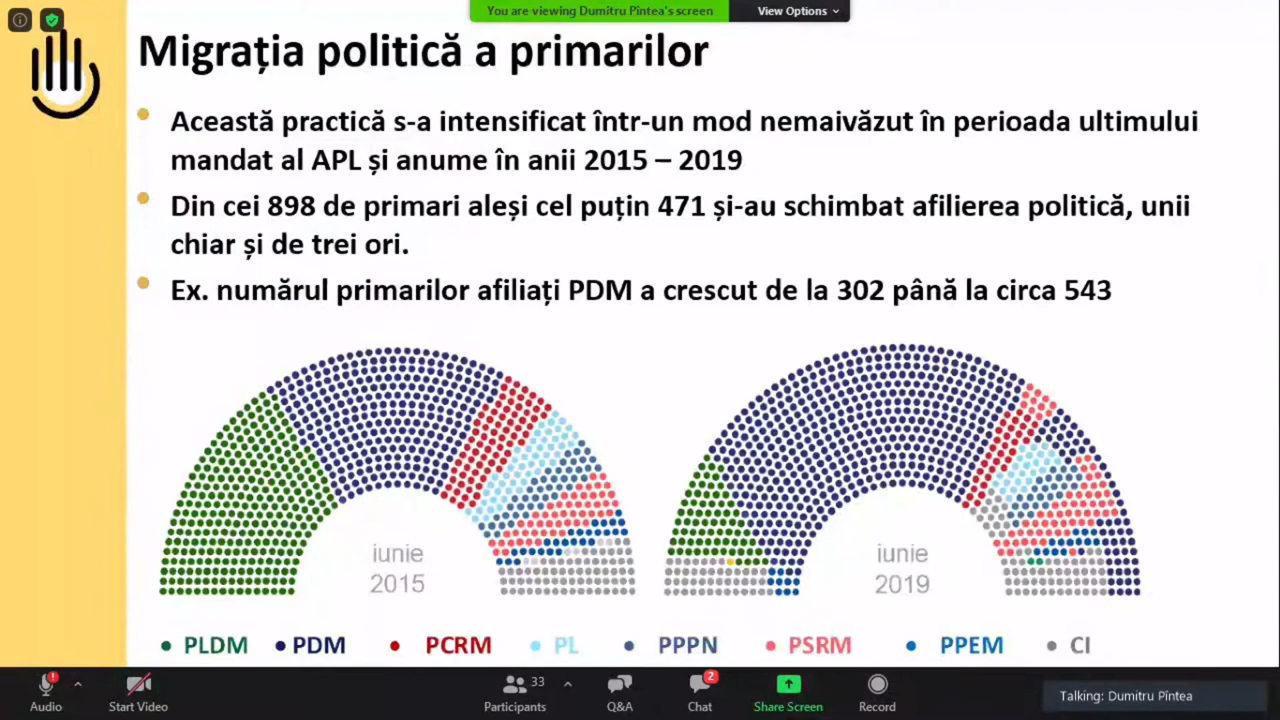 You are viewing Dumitru Pîntea's screen
View Options
Migrația politică a primarilor
Această practică s-a intensificat într-un mod nemaivăzut în perioada ultimului
mandat al APL și anume în anii 2015 – 2019
Din cei 898 de primari aleși cel puțin 471 și-au schimbat afilierea politică, unii
chiar și de trei ori.
Ex. numărul primarilor afiliați PDM a crescut de la 302 până la circa 543
iunie
2015
iunie
2019
PLDM PDM PCRM PL PPPN PSRM PPEM CI
Audio
Start Video
33
Participants
Q&A
2
Chat
Share Screen
Record
Talking: Dumitru Pîntea